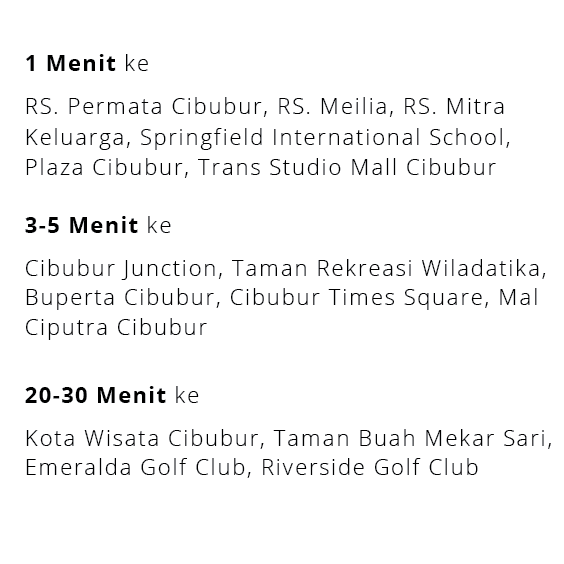 1 Menit ke
RS. Permata Cibubur, RS. Meilia, RS. Mitra
Keluarga, Springfield International School,
Plaza Cibubur, Trans Studio Mall Cibubur
3-5 Menit ke
Cibubur Junction, Taman Rekreasi Wiladatika,
Buperta Cibubur, Cibubur Times Square, Mal
Ciputra Cibubur
20-30 Menit ke
Kota Wisata Cibubur, Taman Buah Mekar Sari,
Emeralda Golf Club, Riverside Golf Club